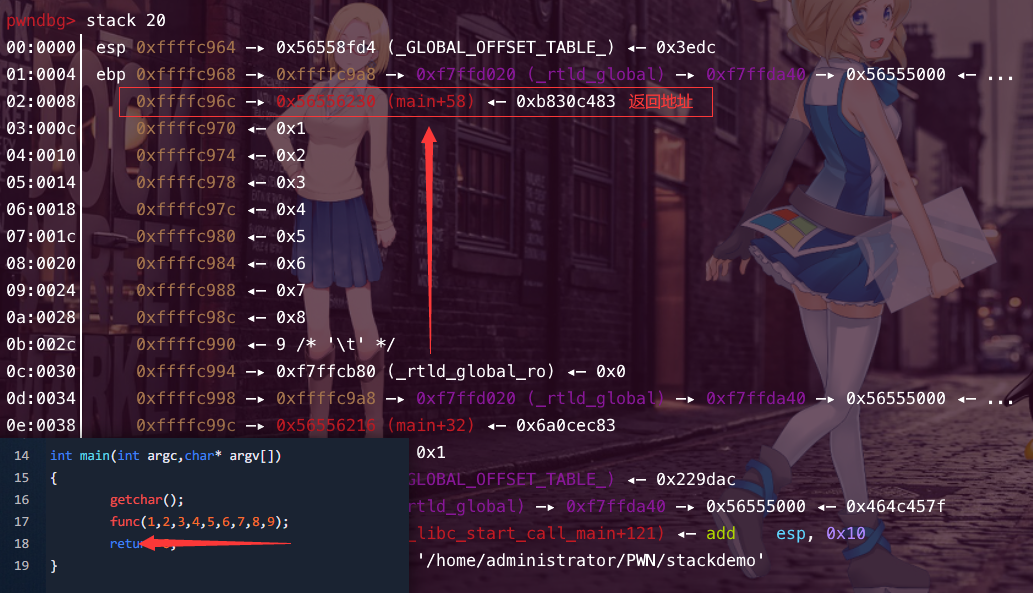 pwndbg> stack 20
00:0000│ esp 0xffffc964 —▸ 0x56558fd4 (_GLOBAL_OFFSET_TABLE_) ◂— 0x3edc
01:0004│ ebp 0xffffc968 —▸ 0xffffc9a8 —▸ 0xf7ffd020 (_rtld_global) —▸ 0xf7ffda40 —▸ 0x56555000 ◂— ...
02:0008│ 0xffffc96c —▸ 0x56556230 (main+58) ◂— 0xb830c483 返回地址
03:000c│ 0xffffc970 ◂— 0x1
04:0010│ 0xffffc974 ◂— 0x2
05:0014│ 0xffffc978 ◂— 0x3
06:0018│ 0xffffc97c ◂— 0x4
07:001c│ 0xffffc980 ◂— 0x5
08:0020│ 0xffffc984 ◂— 0x6
09:0024│ 0xffffc988 ◂— 0x7
0a:0028│ 0xffffc98c ◂— 0x8
0b:002c│ 0xffffc990 ◂— 9 /* '\t' */
0c:0030│ 0xffffc994 —▸ 0xf7ffcb80 (_rtld_global_ro) ◂— 0x0
0d:0034│ 0xffffc998 —▸ 0xffffc9a8 —▸ 0xf7ffd020 (_rtld_global) —▸ 0xf7ffda40 —▸ 0x56555000 ◂— ...
0e:0038│ 0xffffc99c —▸ 0x56556216 (main+32) ◂— 0x6a0cec83
0x1
GLOBAL_OFFSET_TABLE_) ◂— 0x229dac
rtld_global) —▸ 0xf7ffda40 —▸ 0x56555000 ◂— 0x464c457f
_libc_start_call_main+121) ◂— add esp, 0x10
'/home/administrator/PWN/stackdemo'
14 int main(int argc,char* argv[])
15 {
16 getchar();
17 func(1,2,3,4,5,6,7,8,9);
18
19 }